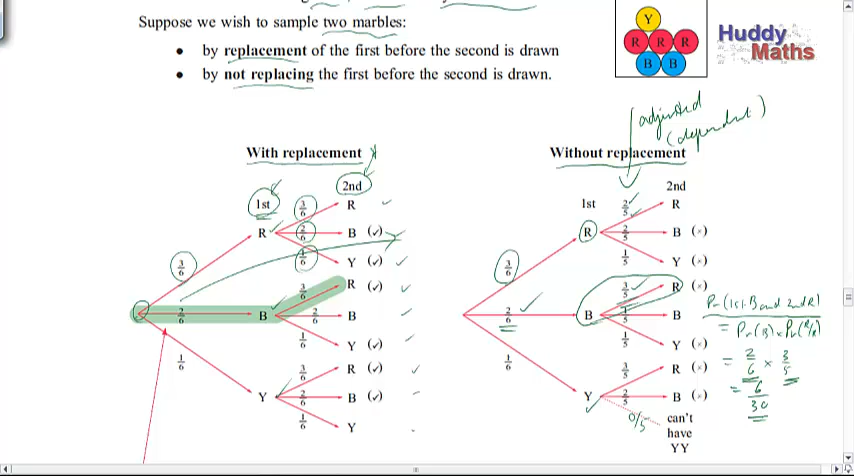 Suppose we wish to sample two marbles:
• by replacement of the first before the second is drawn
• by not replacing the first before the second is drawn.
Y
R R R
B B
Huddy
Maths
adjusted
(dependent)
With replacement
1st
2nd
3/6
R
3/6
R
2/6
B (✓)
1/6
Y (✓)
2/6
B
3/6
R (✓)
2/6
B
1/6
Y (✓)
1/6
Y
3/6
R (✓)
2/6
B (✓)
1/6
Y
Without replacement
1st
2nd
3/6
R
2/5
R
2/5
B (×)
1/5
Y (×)
2/6
B
3/5
R (×)
1/5
B
1/5
Y (×)
1/6
Y
3/5
R (×)
2/5
B (×)
0/5
can't
have
YY
Pr(1st B and 2nd R)
= 2/6 × 3/5
= 6/30